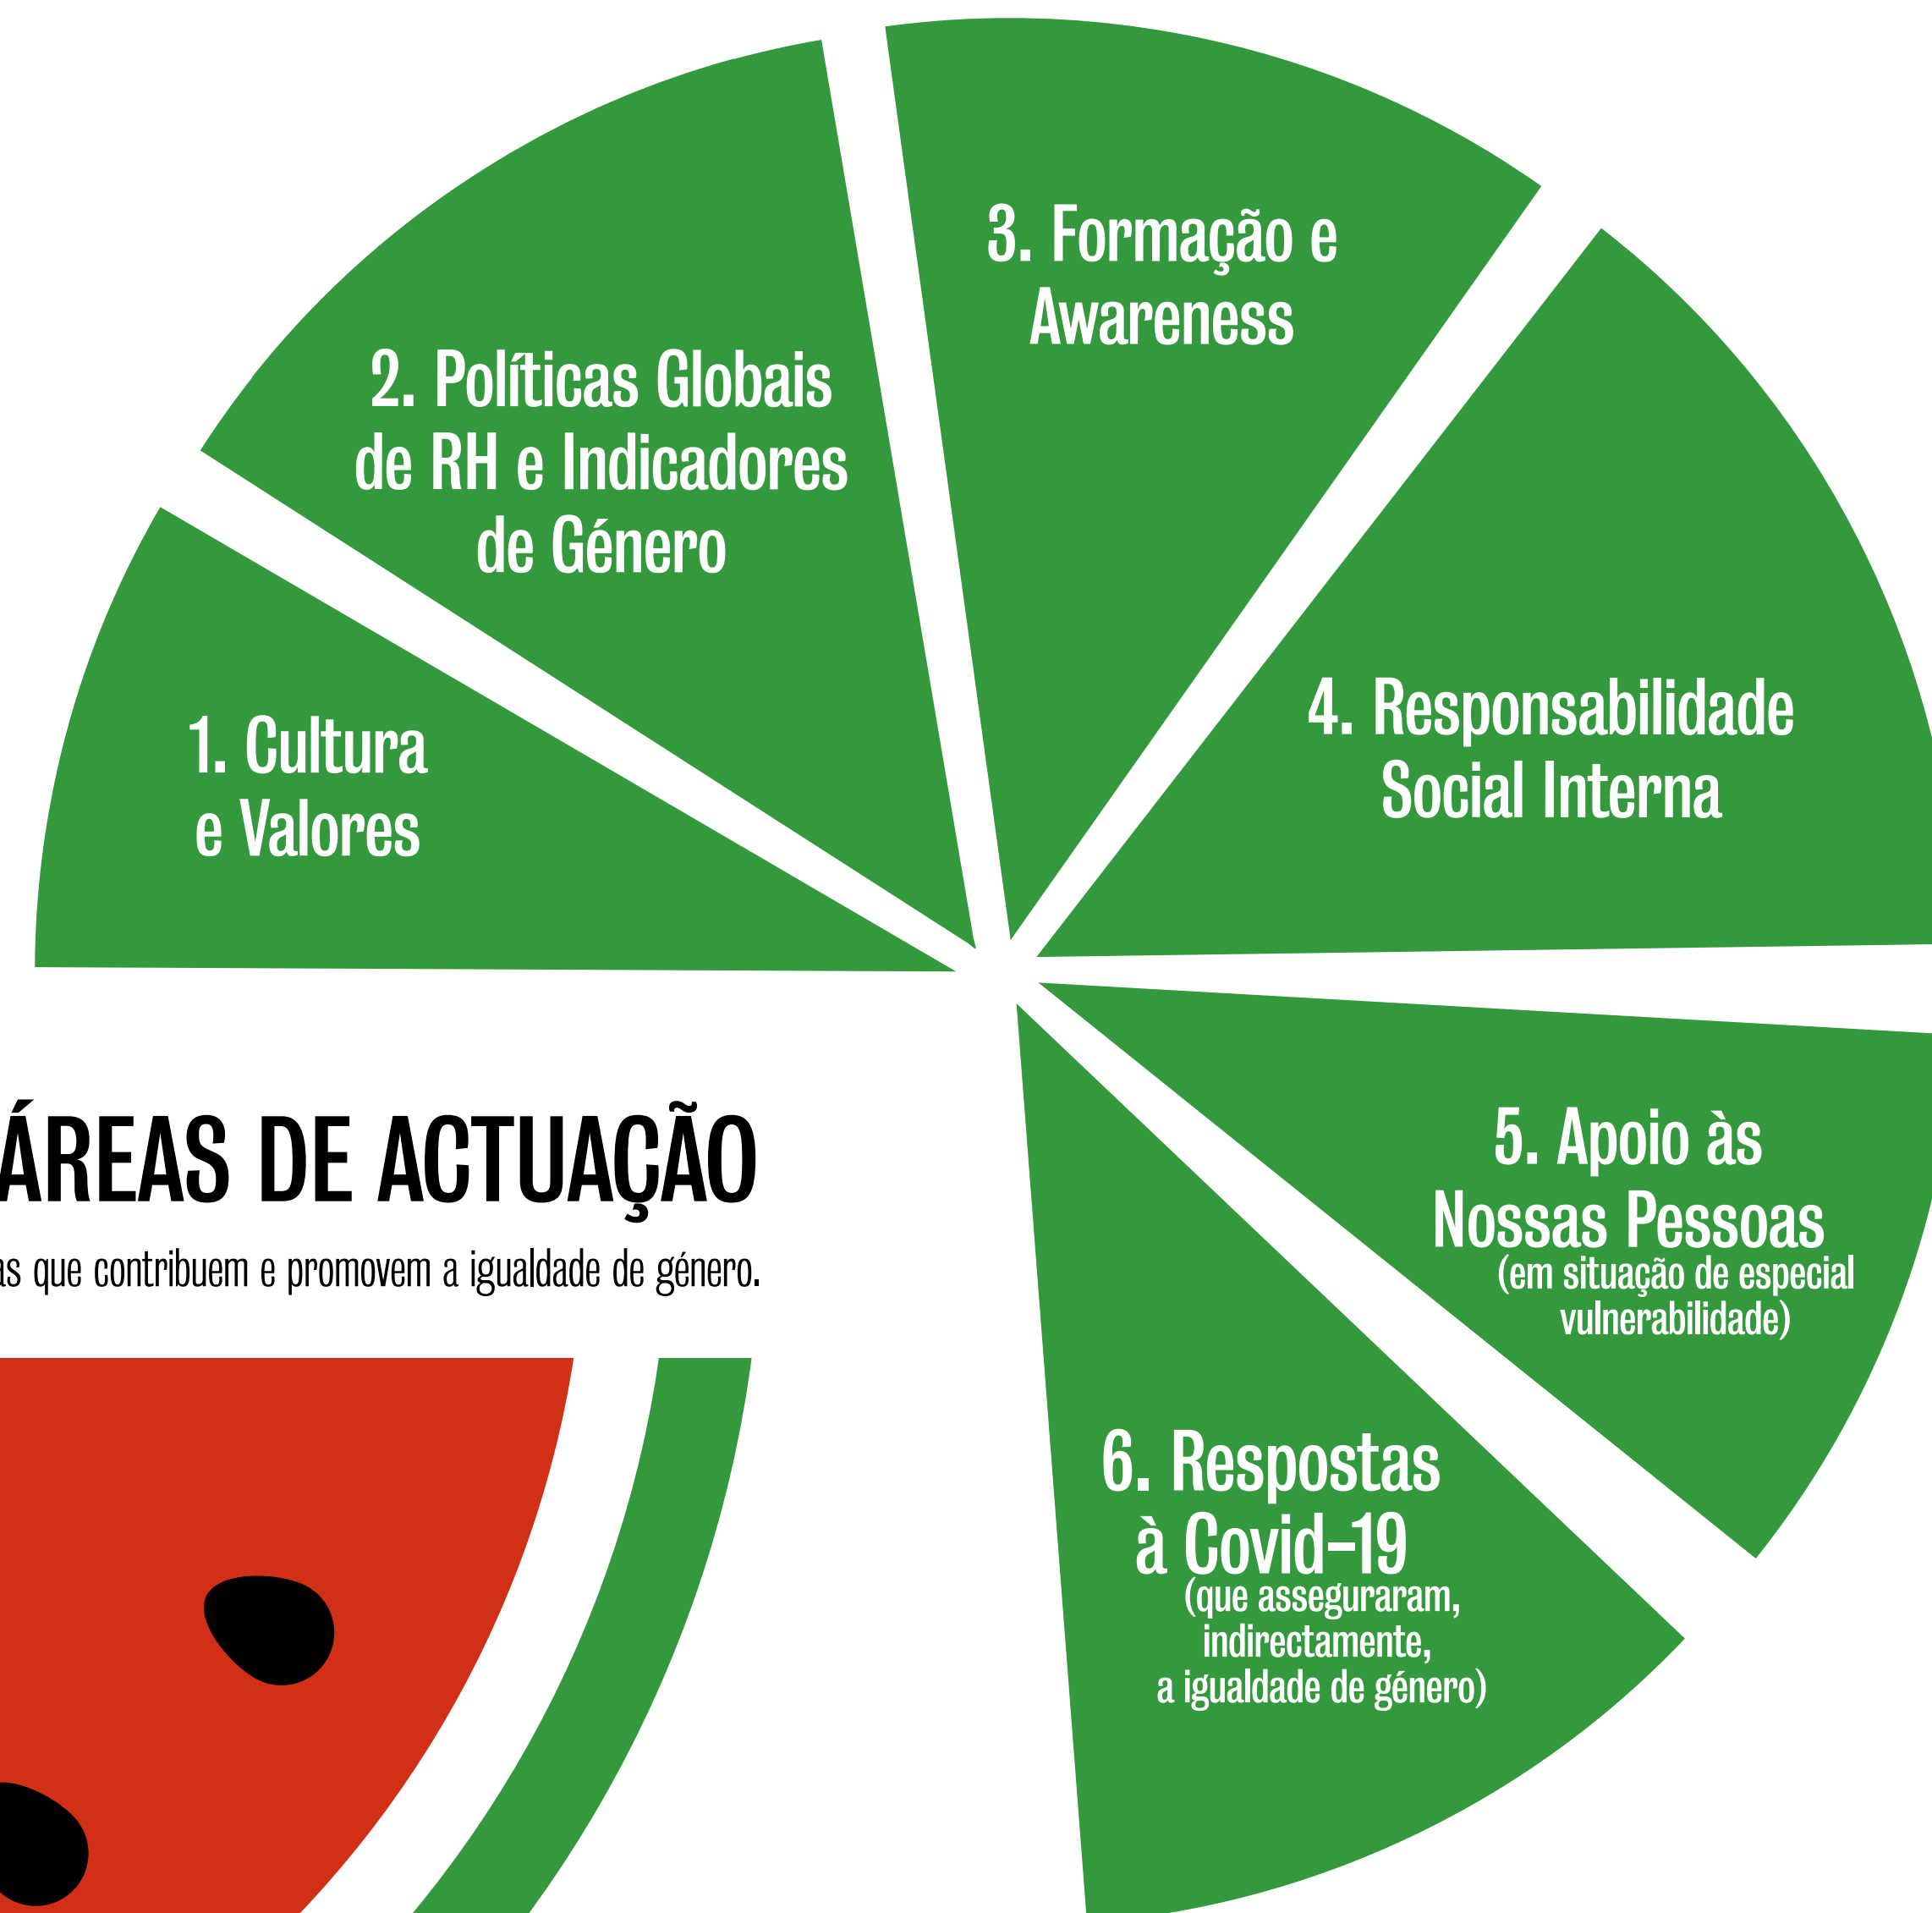 3. Formação e
Awareness
2. Políticas Globais
de RH e Indicadores
de Género
1. Cultura
e Valores
4. Responsabilidade
Social Interna
ÁREAS DE ACTUAÇÃO
que contribuem e promovem a igualdade de género.
5. Apoio às
Nossas Pessoas
(em situação de especial
vulnerabilidade)
6. Respostas
à Covid-19
(que asseguraram,
indirectamente,
a igualdade de género)